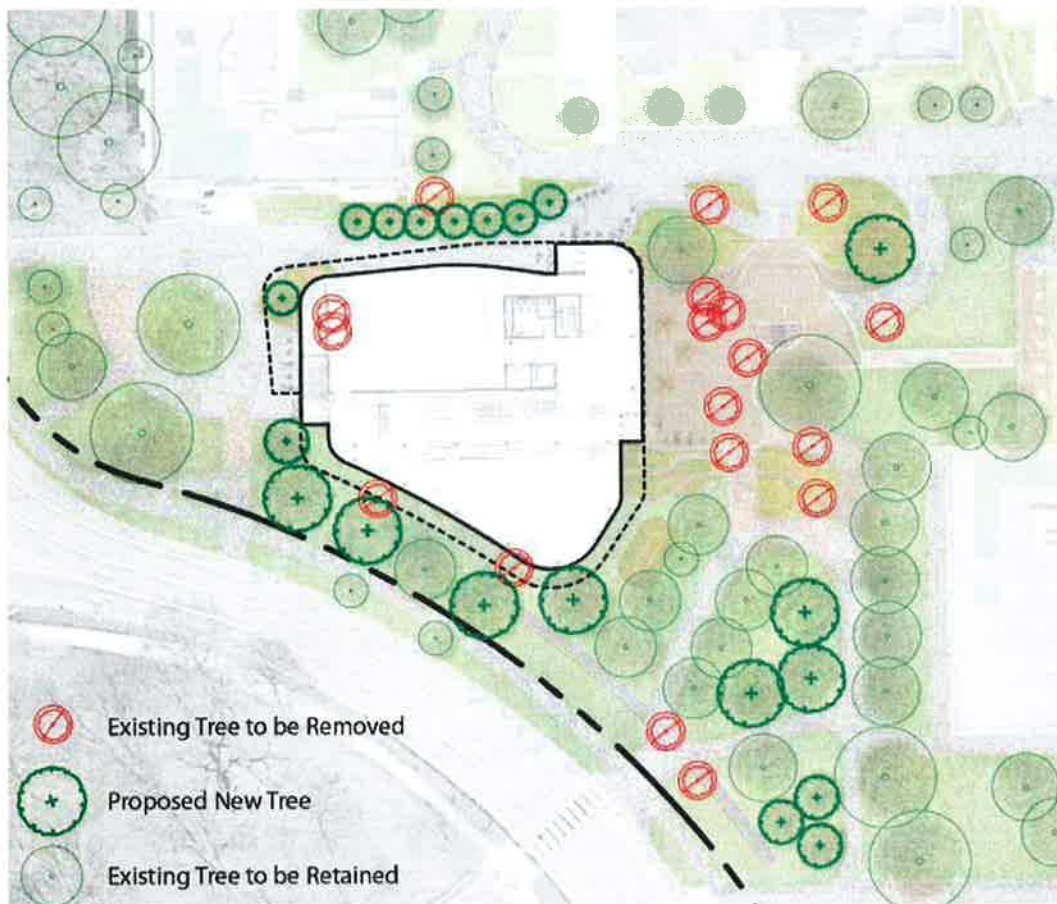 Existing Tree to be Removed
Proposed New Tree
Existing Tree to be Retained